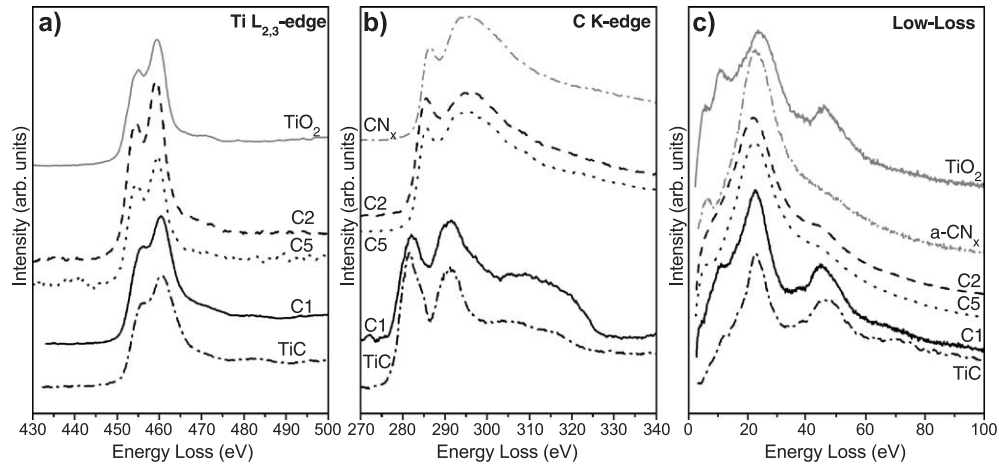 a) Ti L2,3-edge
TiO2
C2
C5
C1
TiC
Intensity (arb. units)
430 440 450 460 470 480 490 500
Energy Loss (eV)
b) C K-edge
CNx
C2
C5
C1
TiC
Intensity (arb. units)
270 280 290 300 310 320 330 340
Energy Loss (eV)
c) Low-Loss
TiO2
a-CNx
C2
C5
C1
TiC
Intensity (arb. units)
0 20 40 60 80 100
Energy Loss (eV)